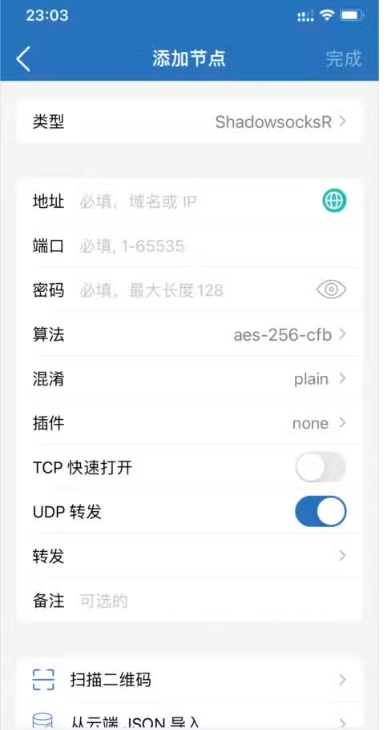 23:03
添加节点 完成
类型 ShadowsocksR
地址 必填，域名或 IP
端口 必填, 1-65535
密码 必填，最大长度128
算法 aes-256-cfb
混淆 plain
插件 none
TCP 快速打开
UDP 转发
转发
备注 可选的
扫描二维码
从云端 JSON 导入